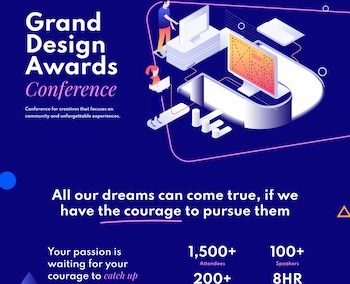 Grand
Design
Awards
Conference
Conference for creatives that focuses on
community and unforgettable experiences.
All our dreams can come true, if we
have the courage to pursue them
Your passion is
waiting for your
courage to catch up
1,500+
Attendees
100+
Speakers
200+
8HR